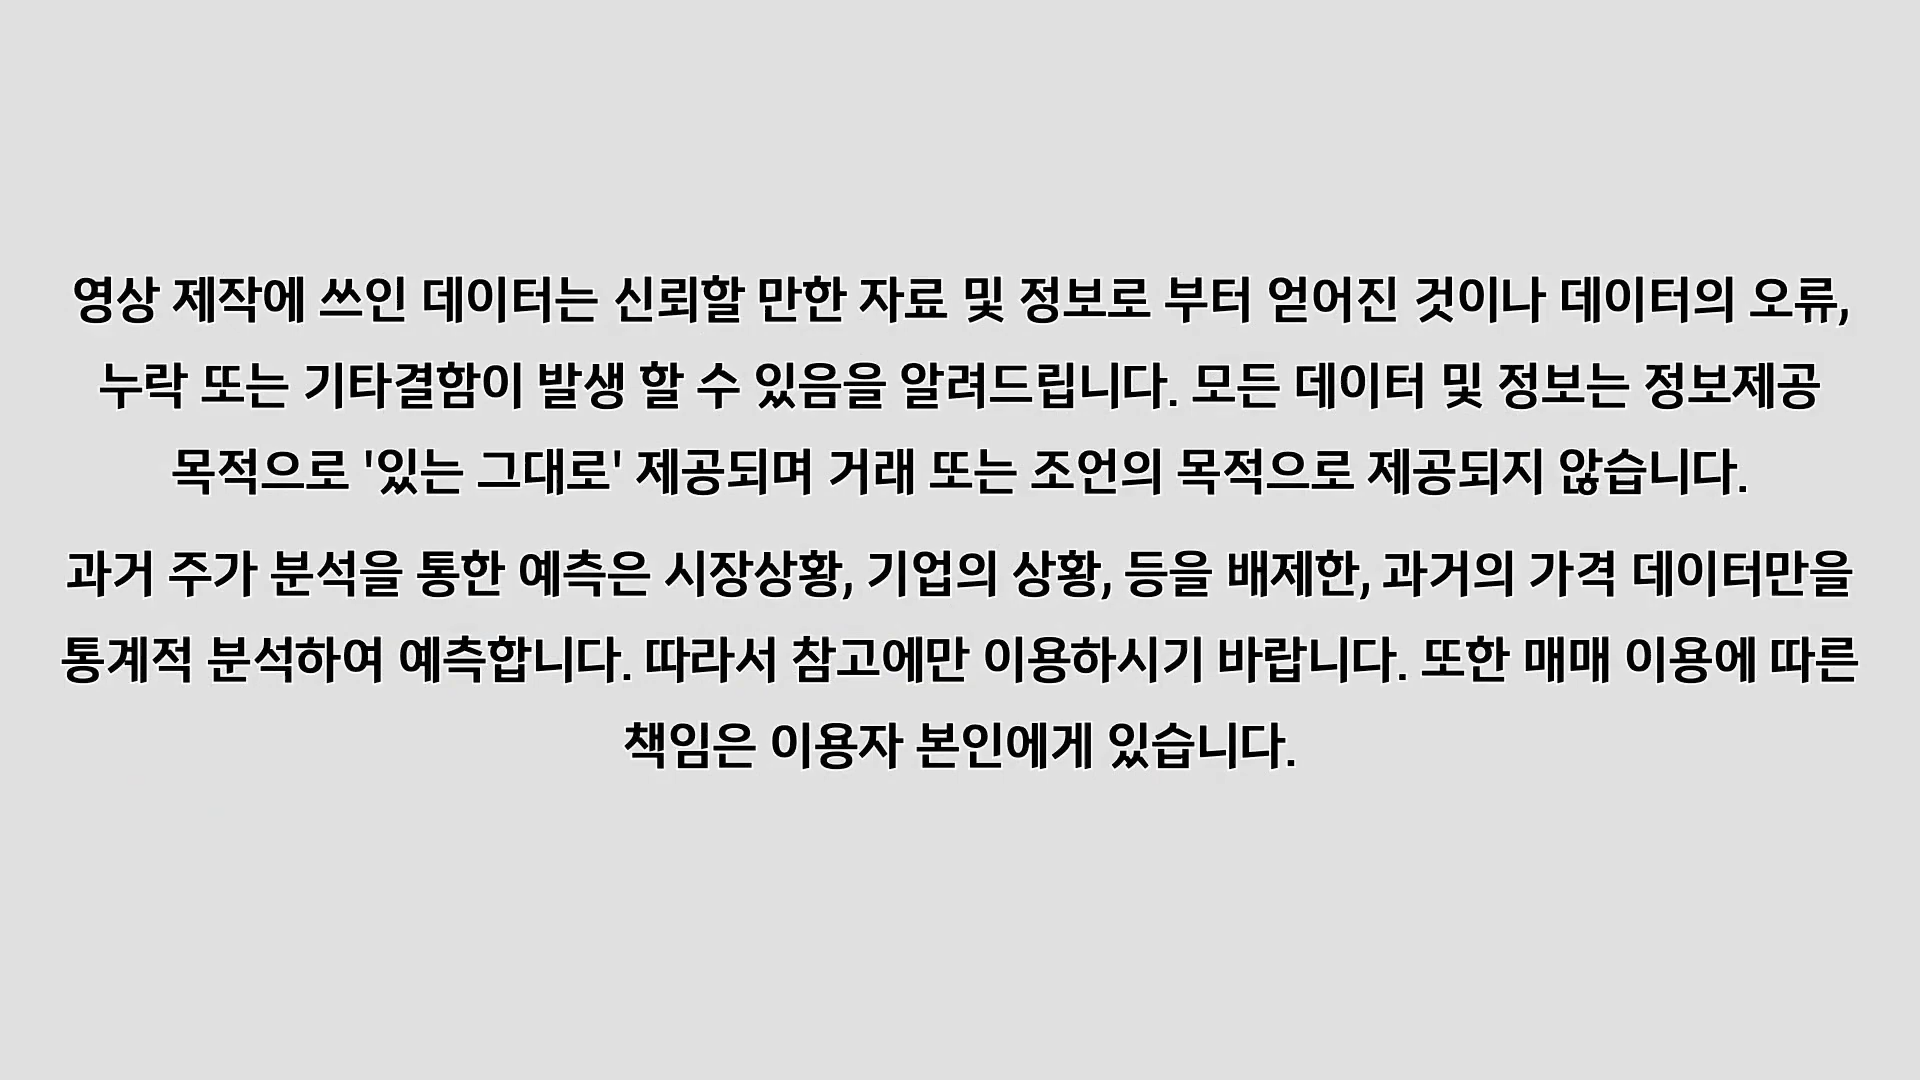 영상 제작에 쓰인 데이터는 신뢰할 만한 자료 및 정보로 부터 얻어진 것이나 데이터의 오류,
누락 또는 기타결함이 발생 할 수 있음을 알려드립니다. 모든 데이터 및 정보는 정보제공
목적으로 '있는 그대로' 제공되며 거래 또는 조언의 목적으로 제공되지 않습니다.
과거 주가 분석을 통한 예측은 시장상황, 기업의 상황, 등을 배제한, 과거의 가격 데이터만을
통계적 분석하여 예측합니다. 따라서 참고에만 이용하시기 바랍니다. 또한 매매 이용에 따른
책임은 이용자 본인에게 있습니다.